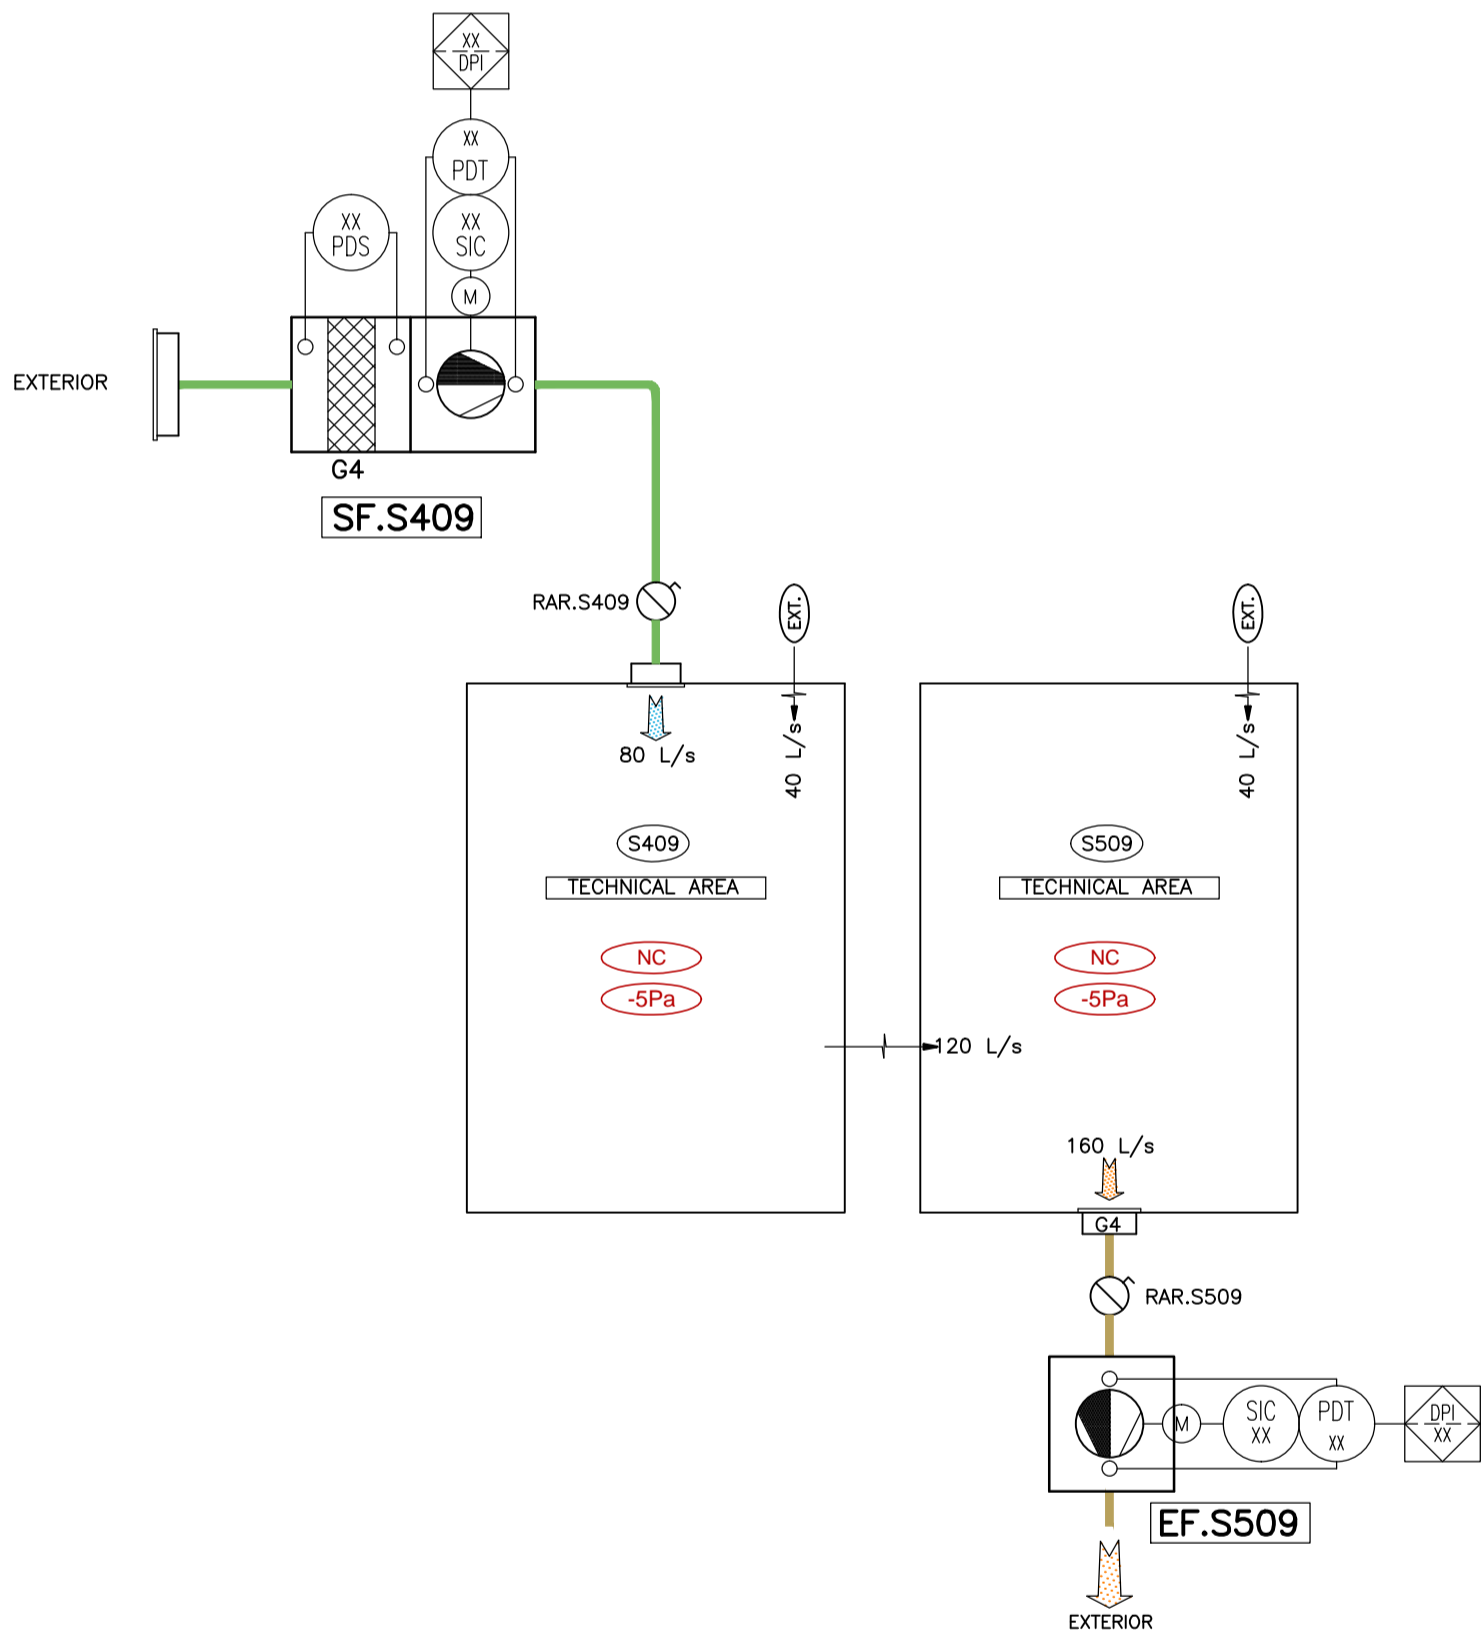 XX
DPI
XX
PDT
XX
PDS
XX
SIC
M
EXTERIOR
G4
SF.S409
RAR.S409
EXT.
EXT.
80 L/s
40 L/s
40 L/s
S409
TECHNICAL AREA
NC
-5Pa
S509
TECHNICAL AREA
NC
-5Pa
120 L/s
160 L/s
G4
RAR.S509
M
SIC
XX
PDT
XX
DPI
XX
EF.S509
EXTERIOR